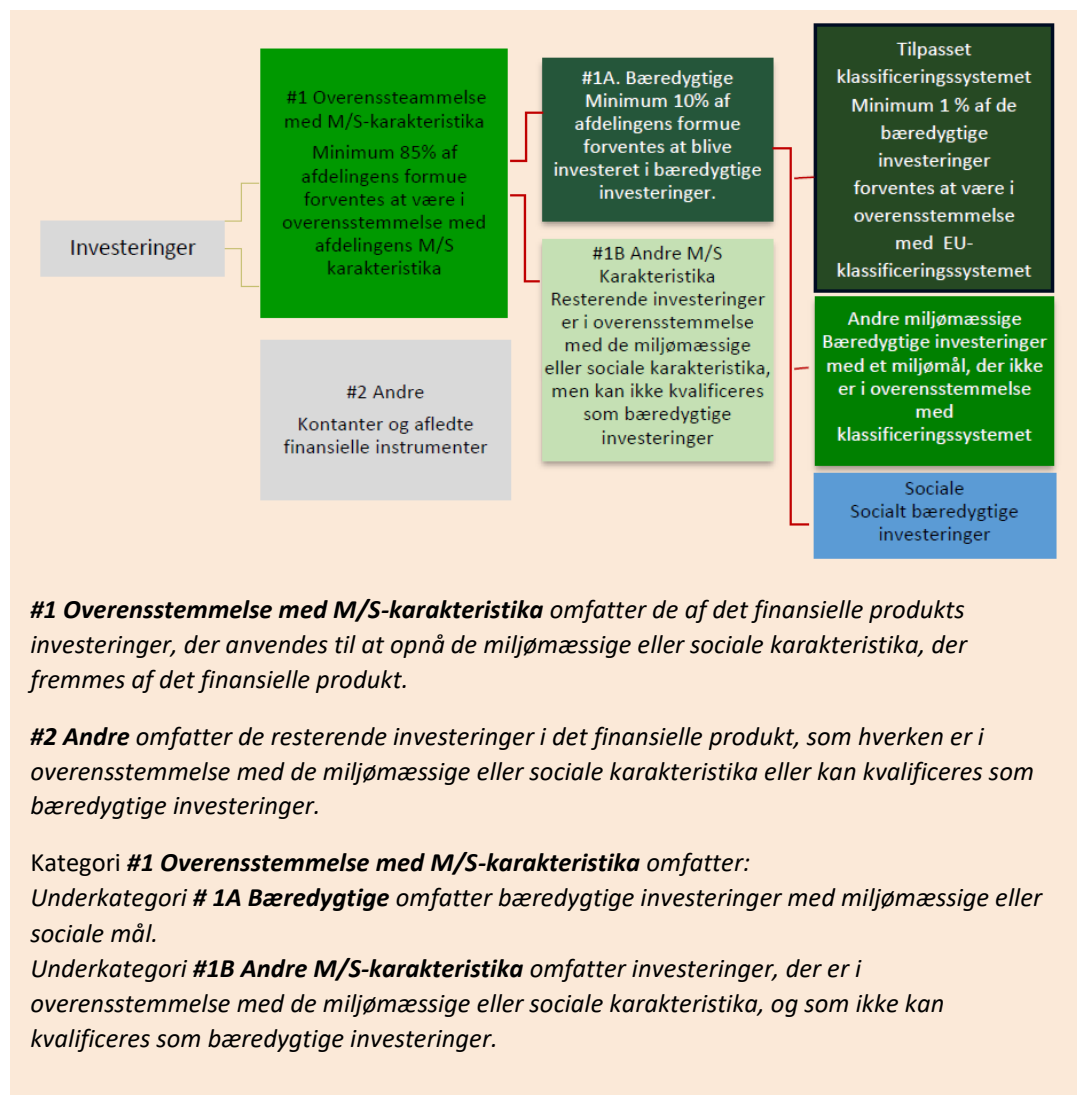 Investeringer
#1 Overenssteammelse
med M/S-karakteristika
Minimum 85% af
afdelingens formue
forventes at være i
overensstemmelse med
afdelingens M/S
karakteristika
#2 Andre
Kontanter og afledte
finansielle instrumenter
#1A. Bæredygtige
Minimum 10% af
afdelingens formue
forventes at blive
investeret i bæredygtige
investeringer.
#1B Andre M/S
Karakteristika
Resterende investeringer
er i overensstemmelse
med de miljømæssige
eller sociale karakteristika,
men kan ikke kvalificeres
som bæredygtige
investeringer
Tilpasset
klassificeringssystemet
Minimum 1 % af de
bæredygtige
investeringer
forventes at være i
overensstemmelse
med EU-
klassificeringssystemet
Andre miljømæssige
Bæredygtige investeringer
med et miljømål, der ikke
er i overensstemmelse
med
klassificeringssystemet
Sociale
Socialt bæredygtige
investeringer
#1 Overensstemmelse med M/S-karakteristika omfatter de af det finansielle produkts
investeringer, der anvendes til at opnå de miljømæssige eller sociale karakteristika, der
fremmes af det finansielle produkt.
#2 Andre omfatter de resterende investeringer i det finansielle produkt, som hverken er i
overensstemmelse med de miljømæssige eller sociale karakteristika eller kan kvalificeres som
bæredygtige investeringer.
Kategori #1 Overensstemmelse med M/S-karakteristika omfatter:
Underkategori # 1A Bæredygtige omfatter bæredygtige investeringer med miljømæssige eller
sociale mål.
Underkategori #1B Andre M/S-karakteristika omfatter investeringer, der er i
overensstemmelse med de miljømæssige eller sociale karakteristika, og som ikke kan
kvalificeres som bæredygtige investeringer.